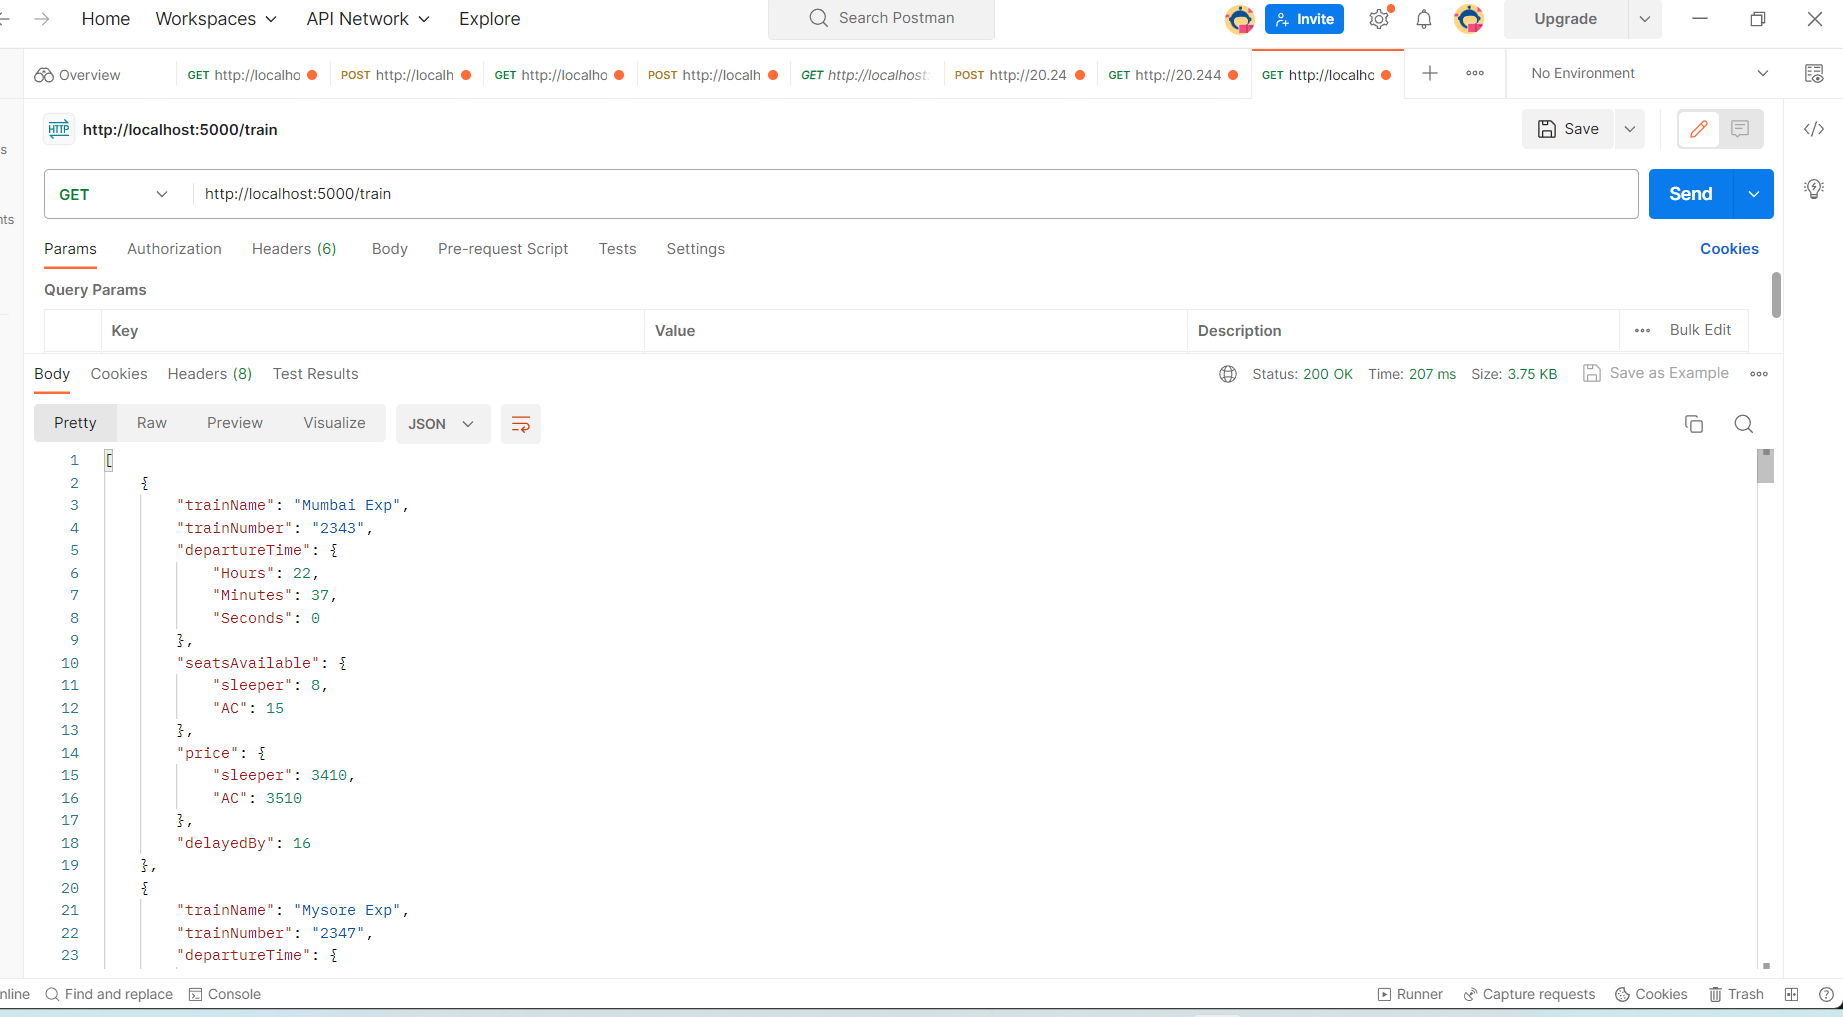 Home Workspaces API Network Explore Search Postman Invite Upgrade
Overview GET http://localho POST http://localh GET http://localho POST http://localh GET http://localhost: POST http://20.24 GET http://20.244 GET http://localho No Environment
HTTP http://localhost:5000/train Save
s
GET http://localhost:5000/train Send
nts
Params Authorization Headers (6) Body Pre-request Script Tests Settings Cookies
Query Params
Key Value Description Bulk Edit
Body Cookies Headers (8) Test Results Status: 200 OK Time: 207 ms Size: 3.75 KB Save as Example
Pretty Raw Preview Visualize JSON
1 [
2 {
3 "trainName": "Mumbai Exp",
4 "trainNumber": "2343",
5 "departureTime": {
6 "Hours": 22,
7 "Minutes": 37,
8 "Seconds": 0
9 },
10 "seatsAvailable": {
11 "sleeper": 8,
12 "AC": 15
13 },
14 "price": {
15 "sleeper": 3410,
16 "AC": 3510
17 },
18 "delayedBy": 16
19 },
20 {
21 "trainName": "Mysore Exp",
22 "trainNumber": "2347",
23 "departureTime": {
nline Find and replace Console Runner Capture requests Cookies Trash